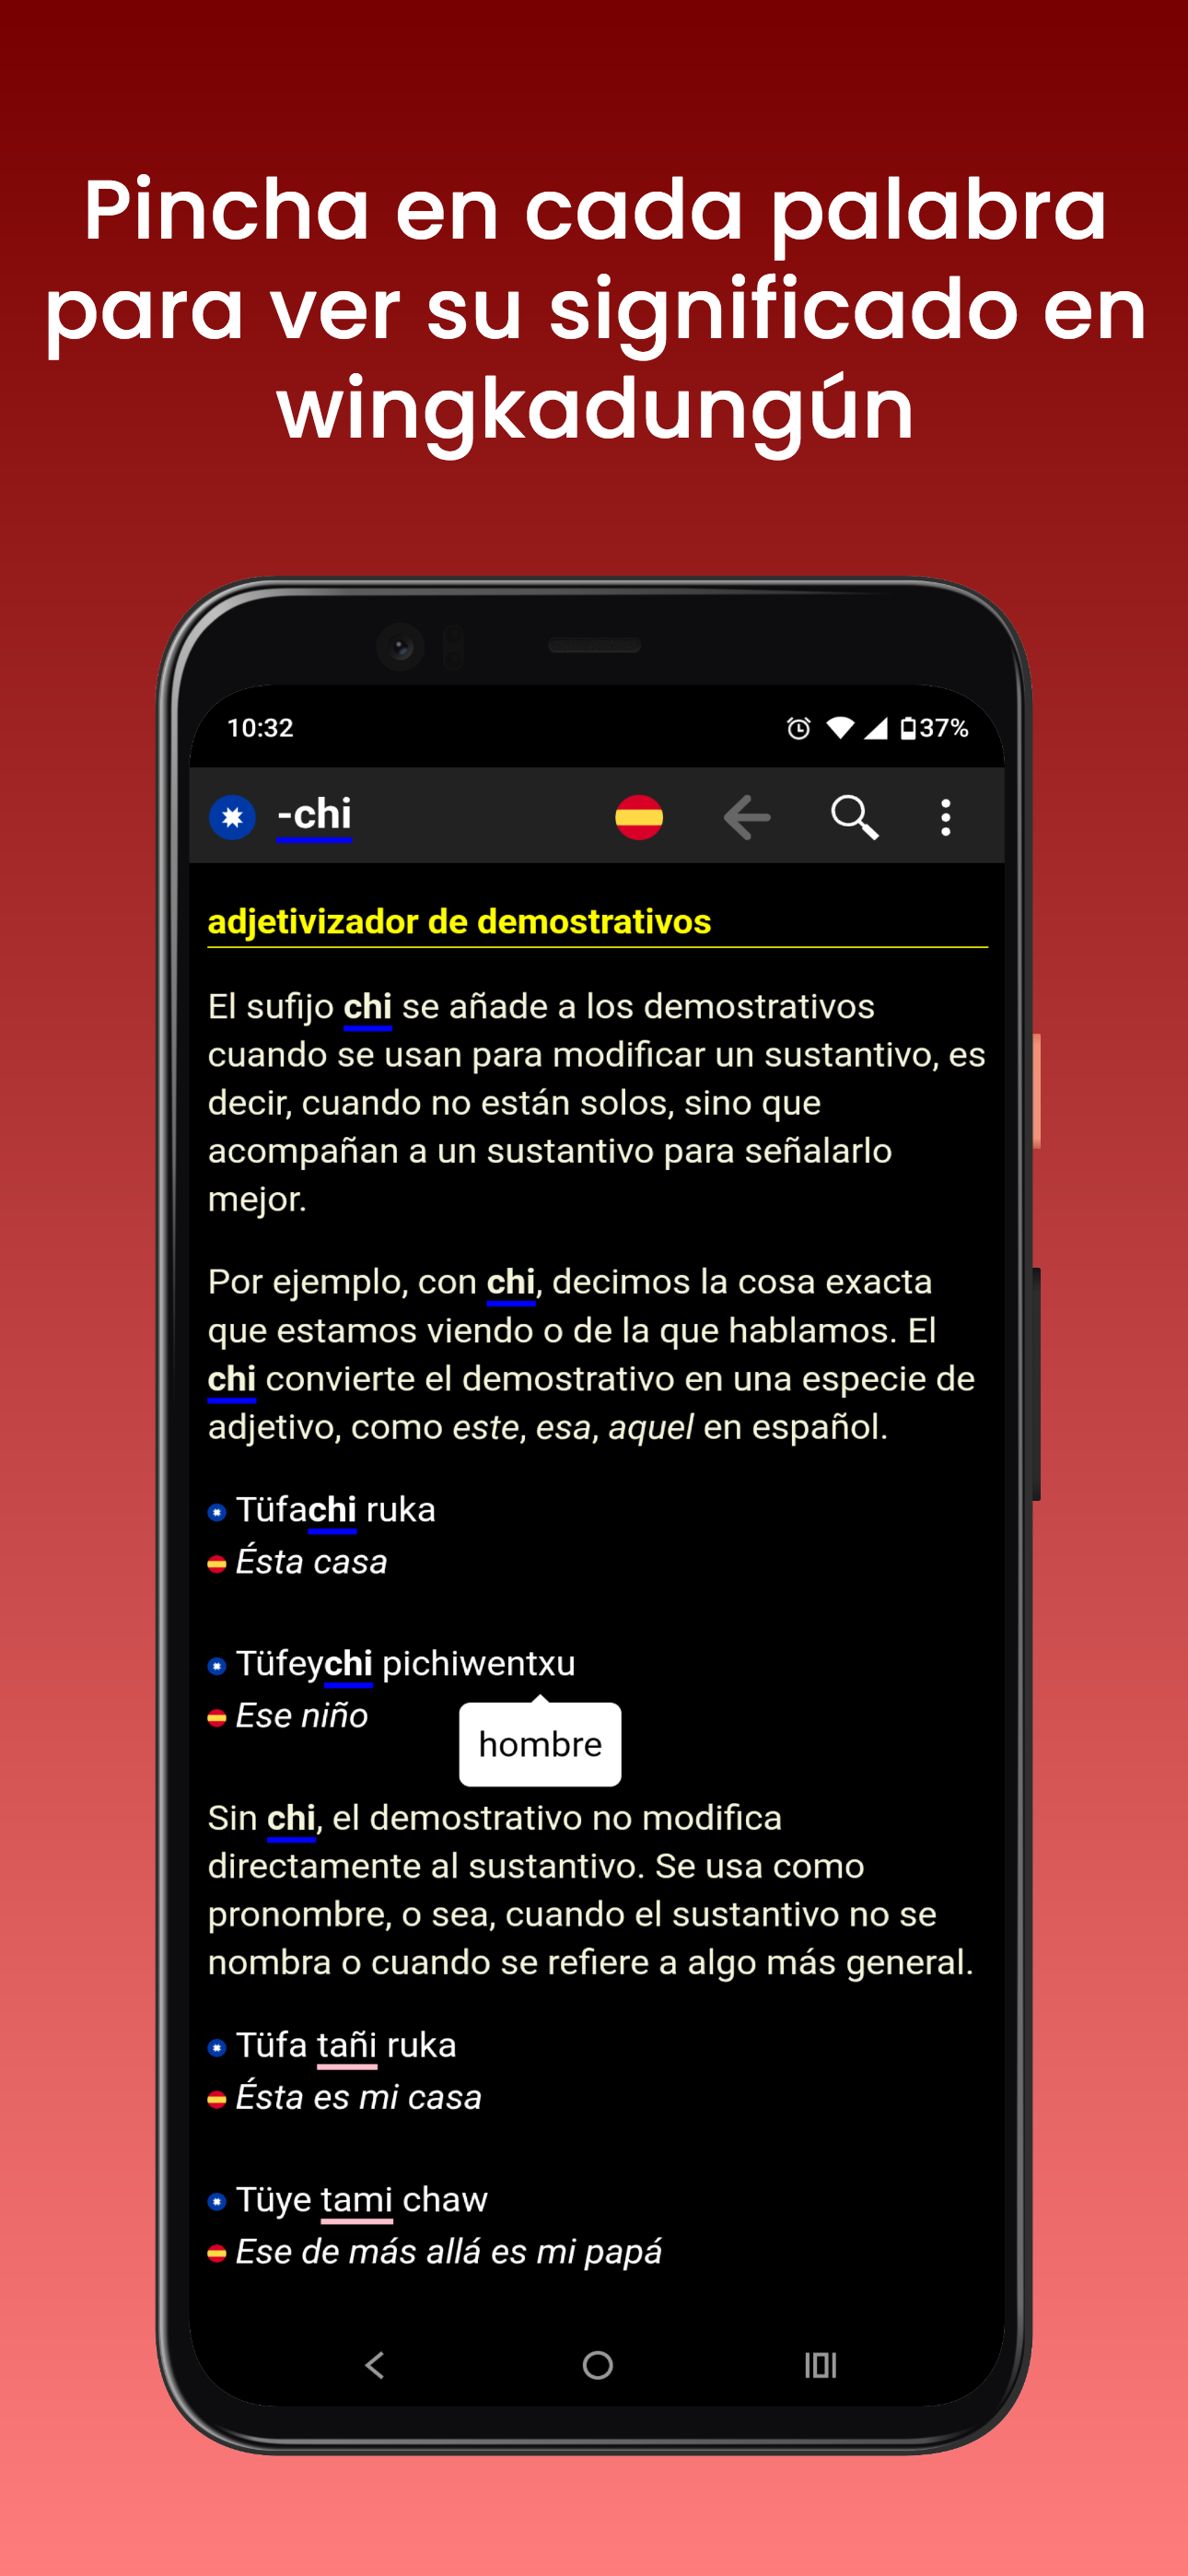 Pincha en cada palabra
para ver su significado en
wingkadungún
10:32
37%
-chi
adjetivizador de demostrativos
El sufijo chi se añade a los demostrativos
cuando se usan para modificar un sustantivo, es
decir, cuando no están solos, sino que
acompañan a un sustantivo para señalarlo
mejor.
Por ejemplo, con chi, decimos la cosa exacta
que estamos viendo o de la que hablamos. El
chi convierte el demostrativo en una especie de
adjetivo, como este, esa, aquel en español.
Tüfachi ruka
Ésta casa
Tüfeychi pichiwentxu
Ese niño
hombre
Sin chi, el demostrativo no modifica
directamente al sustantivo. Se usa como
pronombre, o sea, cuando el sustantivo no se
nombra o cuando se refiere a algo más general.
Tüfa tañi ruka
Ésta es mi casa
Tüye tami chaw
Ese de más allá es mi papá